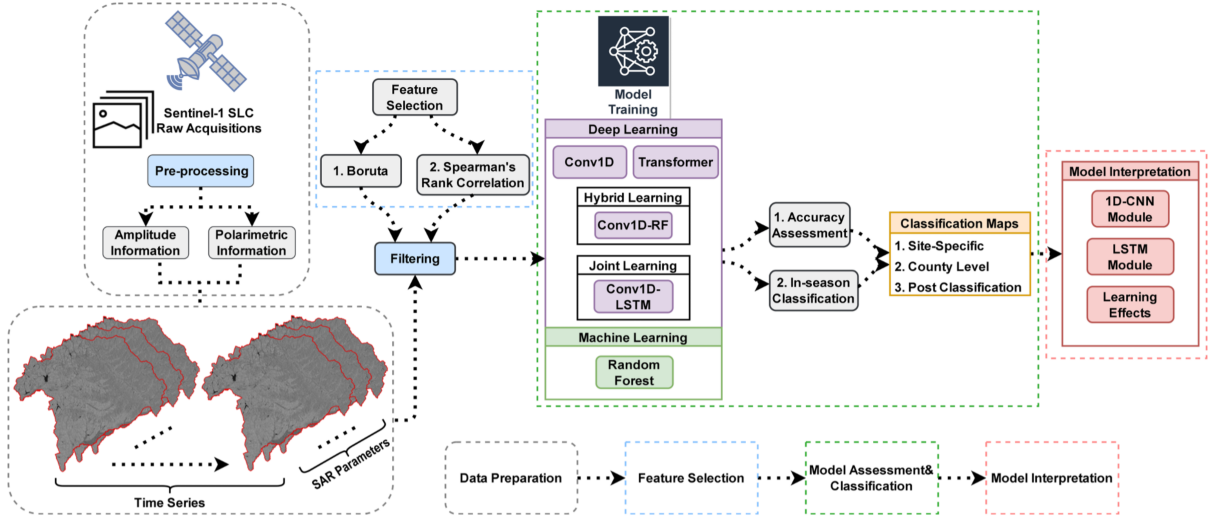 Sentinel-1 SLC
Raw Acquisitions
Pre-processing
Amplitude
Information
Polarimetric
Information
Time Series
SAR Parameters
Feature
Selection
1. Boruta
2. Spearman's
Rank Correlation
Filtering
Model
Training
Deep Learning
Conv1D
Transformer
Hybrid Learning
Conv1D-RF
Joint Learning
Conv1D-
LSTM
Machine Learning
Random
Forest
1. Accuracy
Assessment
2. In-season
Classification
Classification Maps
1. Site-Specific
2. County Level
3. Post Classification
Model Interpretation
1D-CNN
Module
LSTM
Module
Learning
Effects
Data Preparation
Feature Selection
Model Assessment&
Classification
Model Interpretation